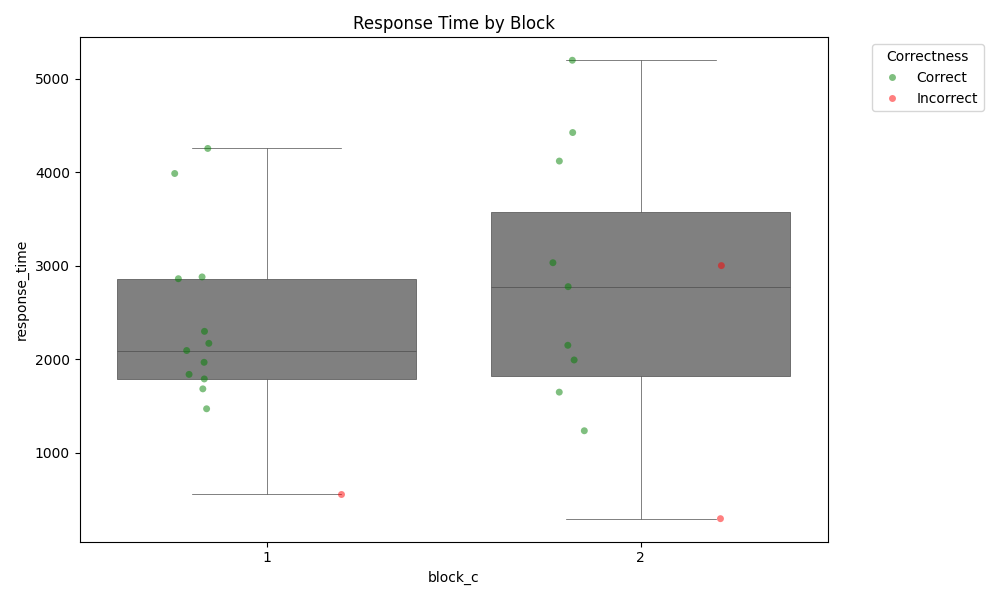 Response Time by Block
Correctness
Correct
Incorrect
response_time
5000
4000
3000
2000
1000
1
2
block_c